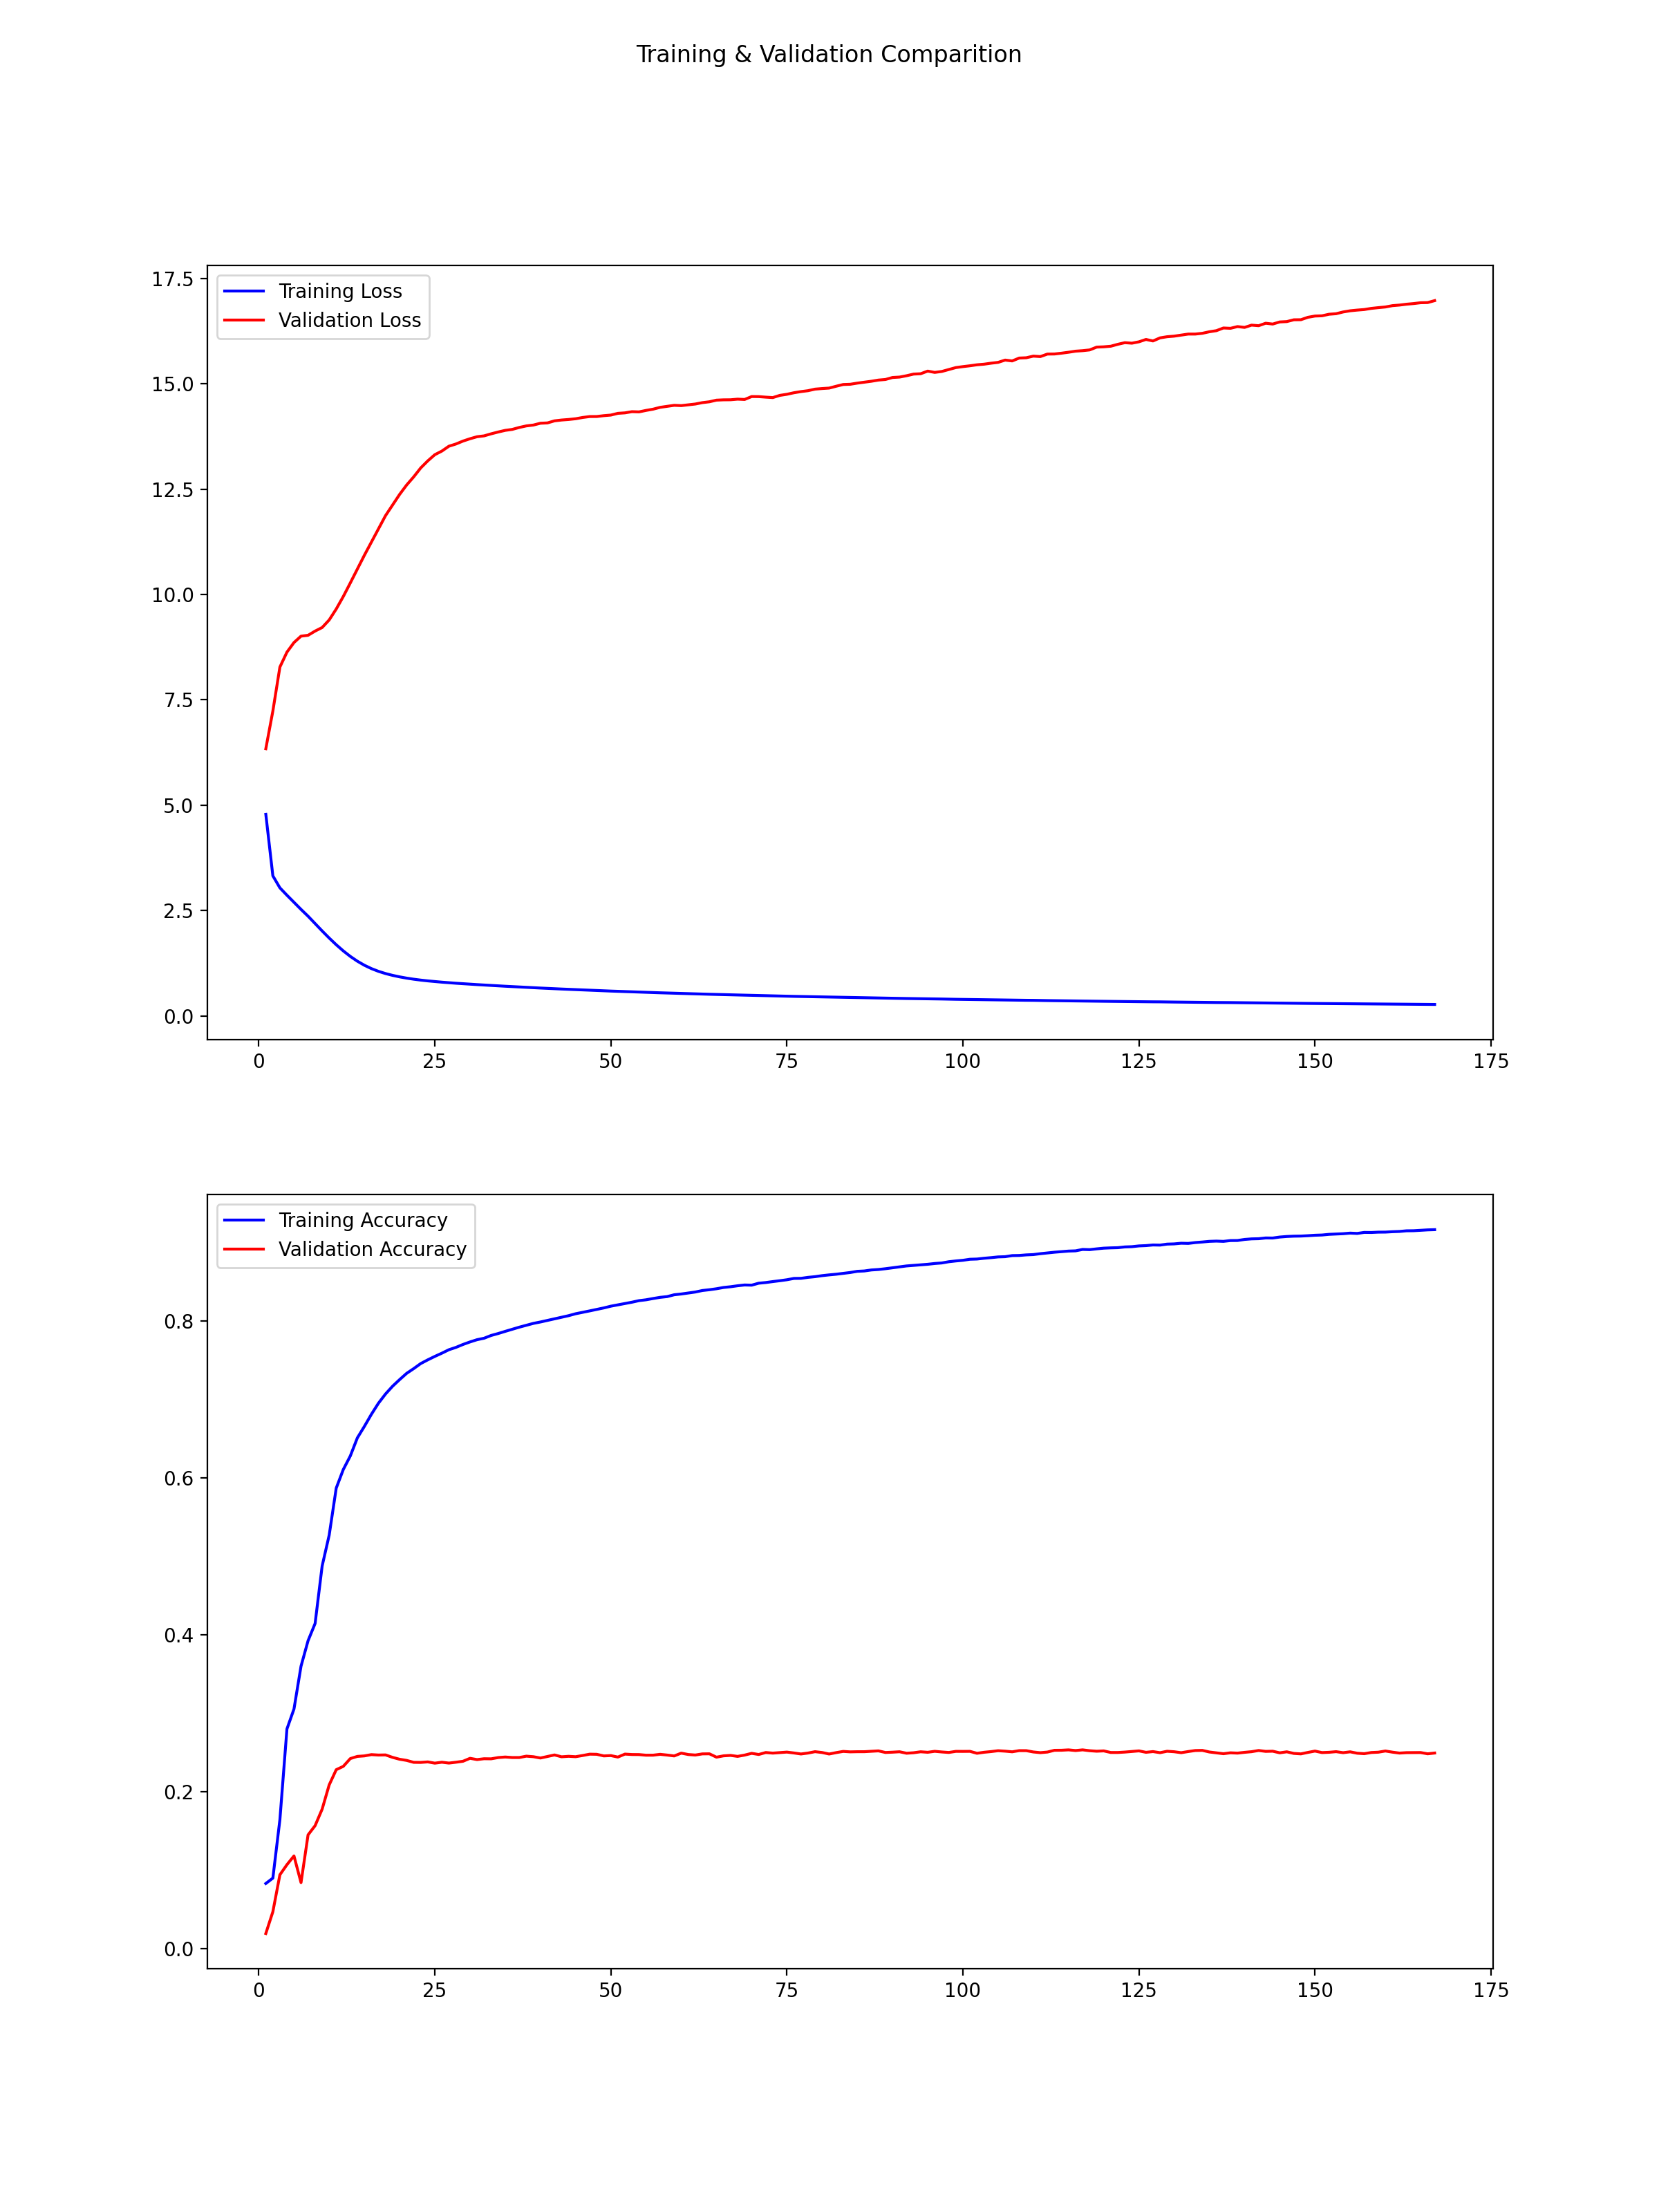 Training & Validation Comparition
17.5
15.0
12.5
10.0
7.5
5.0
2.5
0.0
Training Loss
Validation Loss
0 25 50 75 100 125 150 175
0.8
0.6
0.4
0.2
0.0
Training Accuracy
Validation Accuracy
0 25 50 75 100 125 150 175